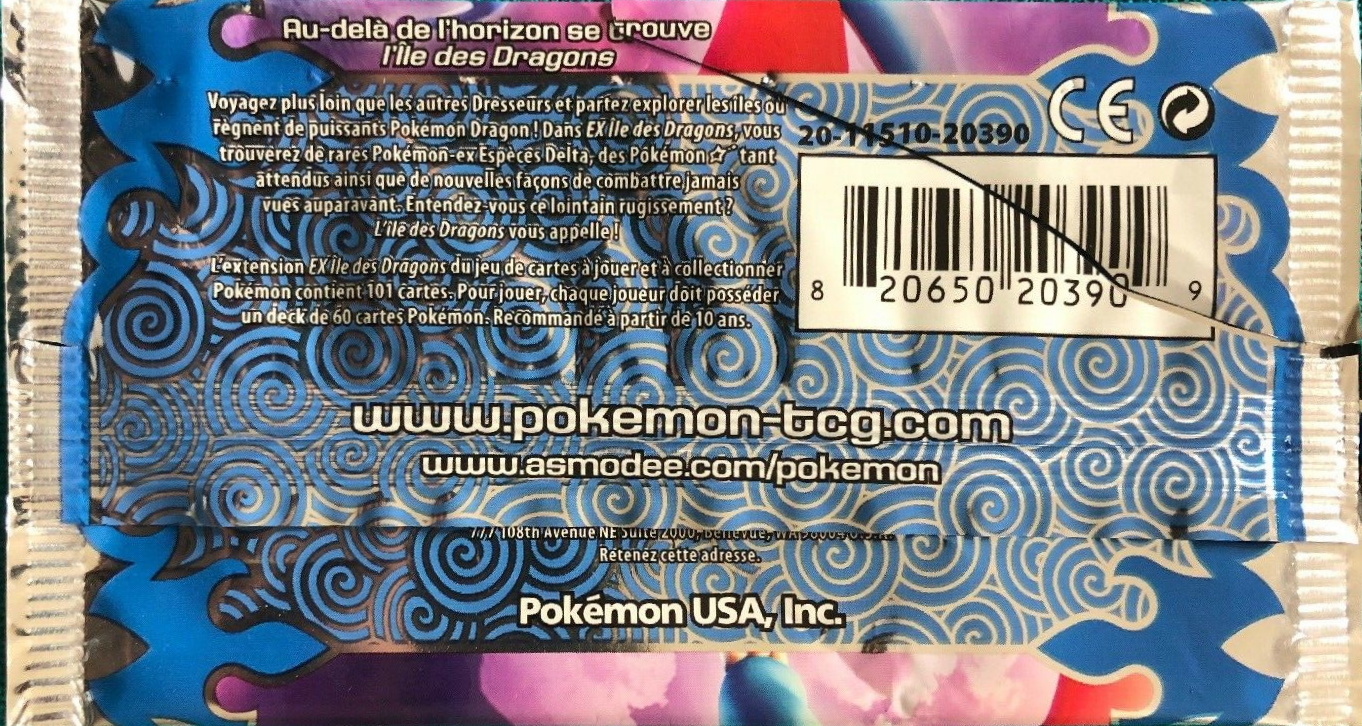 Au-delà de l'horizon se trouve
l'Île des Dragons
Voyagez plus loin que les autres Dresseurs et partez explorer les îles où
règnent de puissants Pokémon Dragon ! Dans EX Île des Dragons, vous
trouverez de rares Pokémon-ex Espèces Delta, des Pokémon ☆ tant
attendus ainsi que de nouvelles façons de combattre jamais
vues auparavant. Entendez-vous ce lointain rugissement ?
L'Île des Dragons vous appelle !
L'extension EX Île des Dragons du jeu de cartes à jouer et à collectionner
Pokémon contient 101 cartes. Pour jouer, chaque joueur doit posséder
un deck de 60 cartes Pokémon. Recommandé à partir de 10 ans.
20-11510-20390
CE
8 20650 20390 9
www.pokemon-tcg.com
www.asmodee.com/pokemon
777 108th Avenue NE Suite 2000, Bellevue, WA 98004 U.S.A.
Retenez cette adresse.
Pokémon USA, Inc.